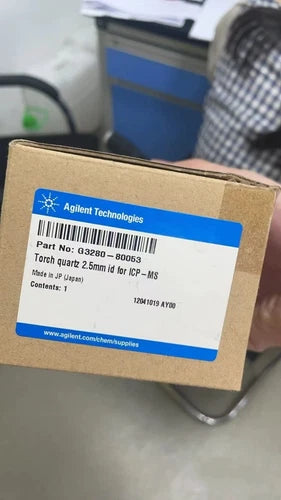 Agilent Technologies
Part No: G3280-80053
Torch quartz 2.5mm id for ICP-MS
Made in JP (Japan)
Contents: 1
12041019 AY00
www.agilent.com/chem/supplies